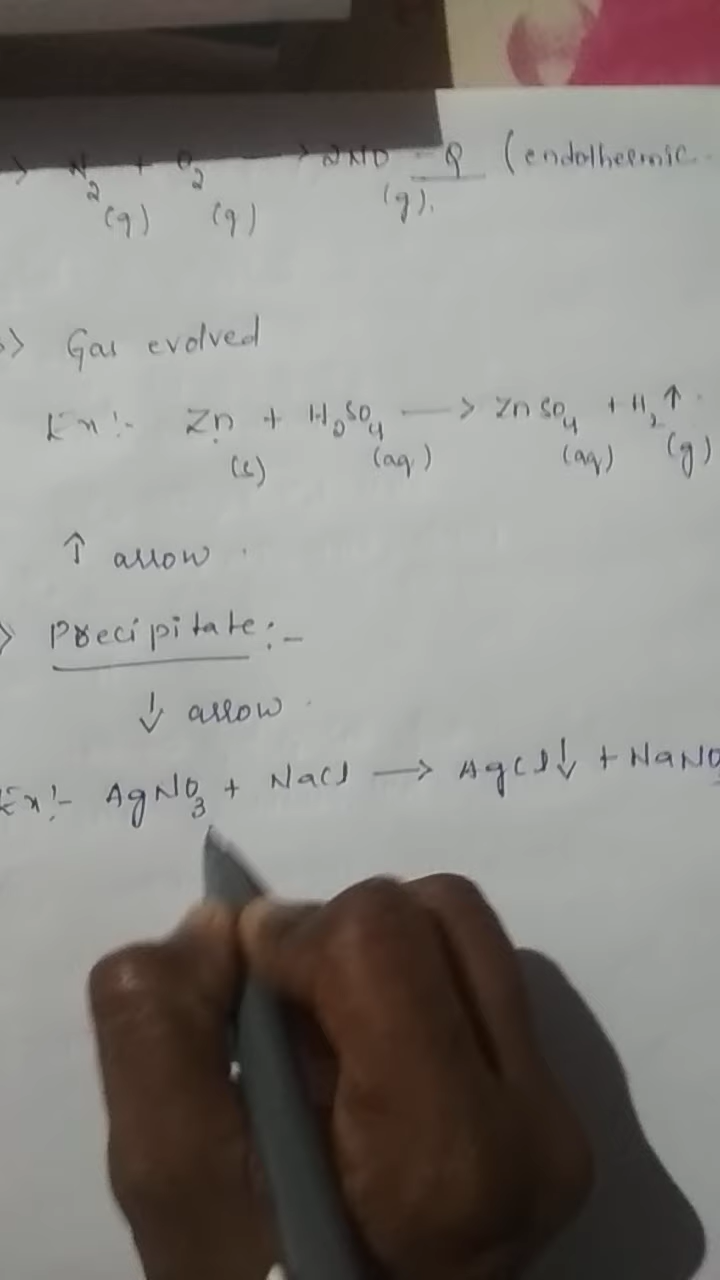 > N₂ + O₂ → 2NO - Q (endothermic
(g) (g) (g).
> Gas evolved
Ex:- Zn + H₂SO₄ → ZnSO₄ + H₂↑
(s) (aq) (aq) (g)
↑ arrow.
> Precipitate:-
↓ arrow.
Ex:- AgNO₃ + NaCl → AgCl↓ + NaNO